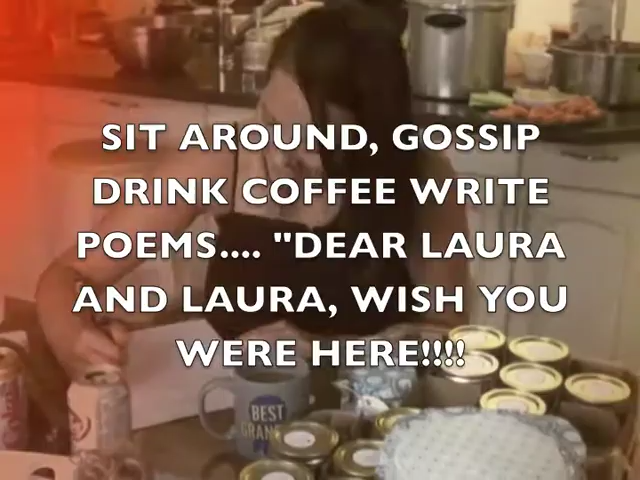 SIT AROUND, GOSSIP
DRINK COFFEE WRITE
POEMS.... "DEAR LAURA
AND LAURA, WISH YOU
WERE HERE!!!!
BEST